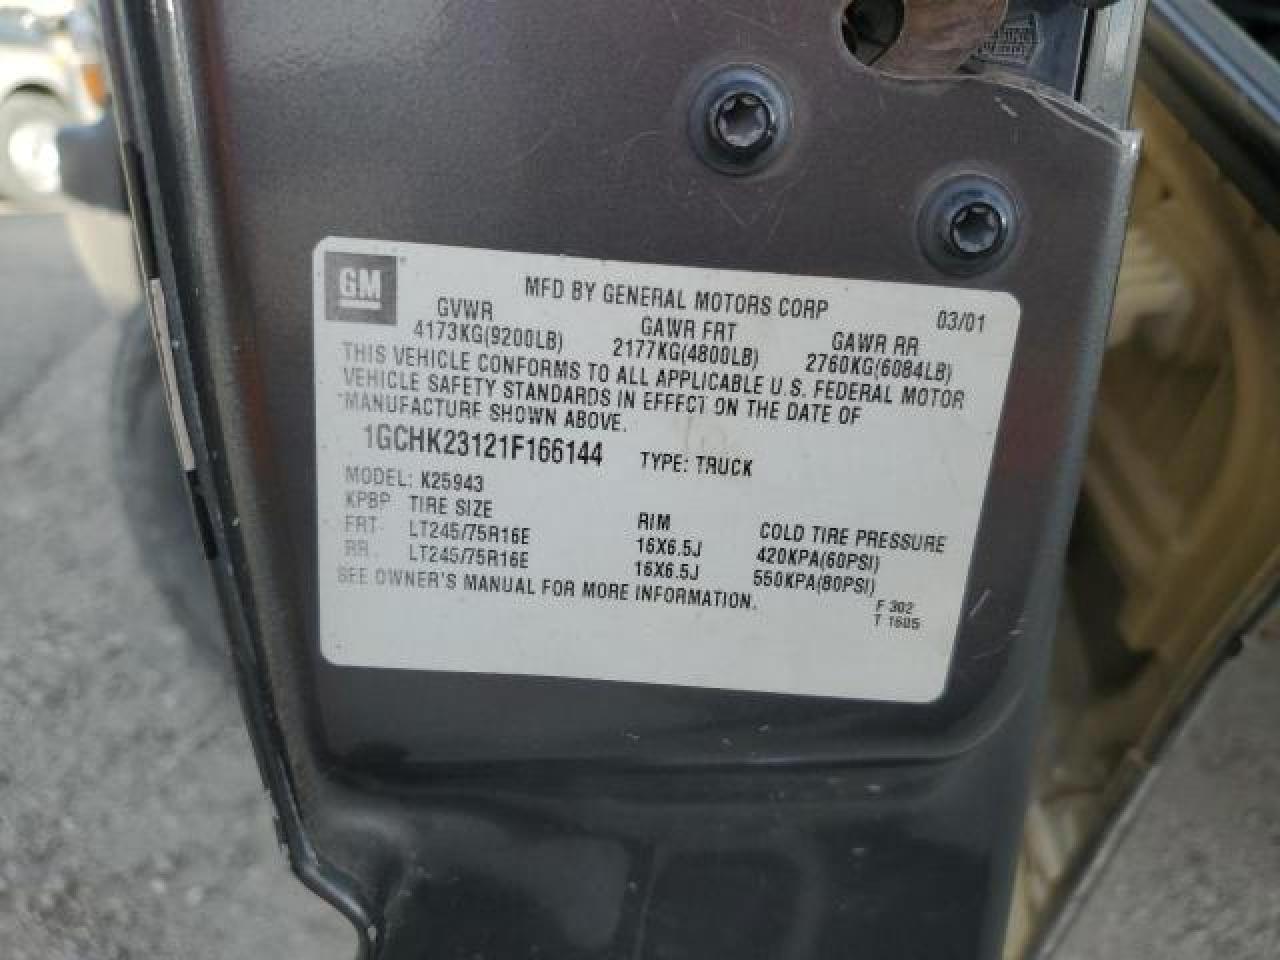 GM
MFD BY GENERAL MOTORS CORP 03/01
GVWR GAWR FRT GAWR RR
4173KG(9200LB) 2177KG(4800LB) 2760KG(6084LB)
THIS VEHICLE CONFORMS TO ALL APPLICABLE U.S. FEDERAL MOTOR
VEHICLE SAFETY STANDARDS IN EFFECT ON THE DATE OF
MANUFACTURE SHOWN ABOVE.
1GCHK23121F166144 TYPE: TRUCK
MODEL: K25943
KPBP TIRE SIZE RIM COLD TIRE PRESSURE
FRT LT245/75R16E 16X6.5J 420KPA(60PSI)
RR LT245/75R16E 16X6.5J 550KPA(80PSI)
SEE OWNER'S MANUAL FOR MORE INFORMATION.
F 302
T 1605